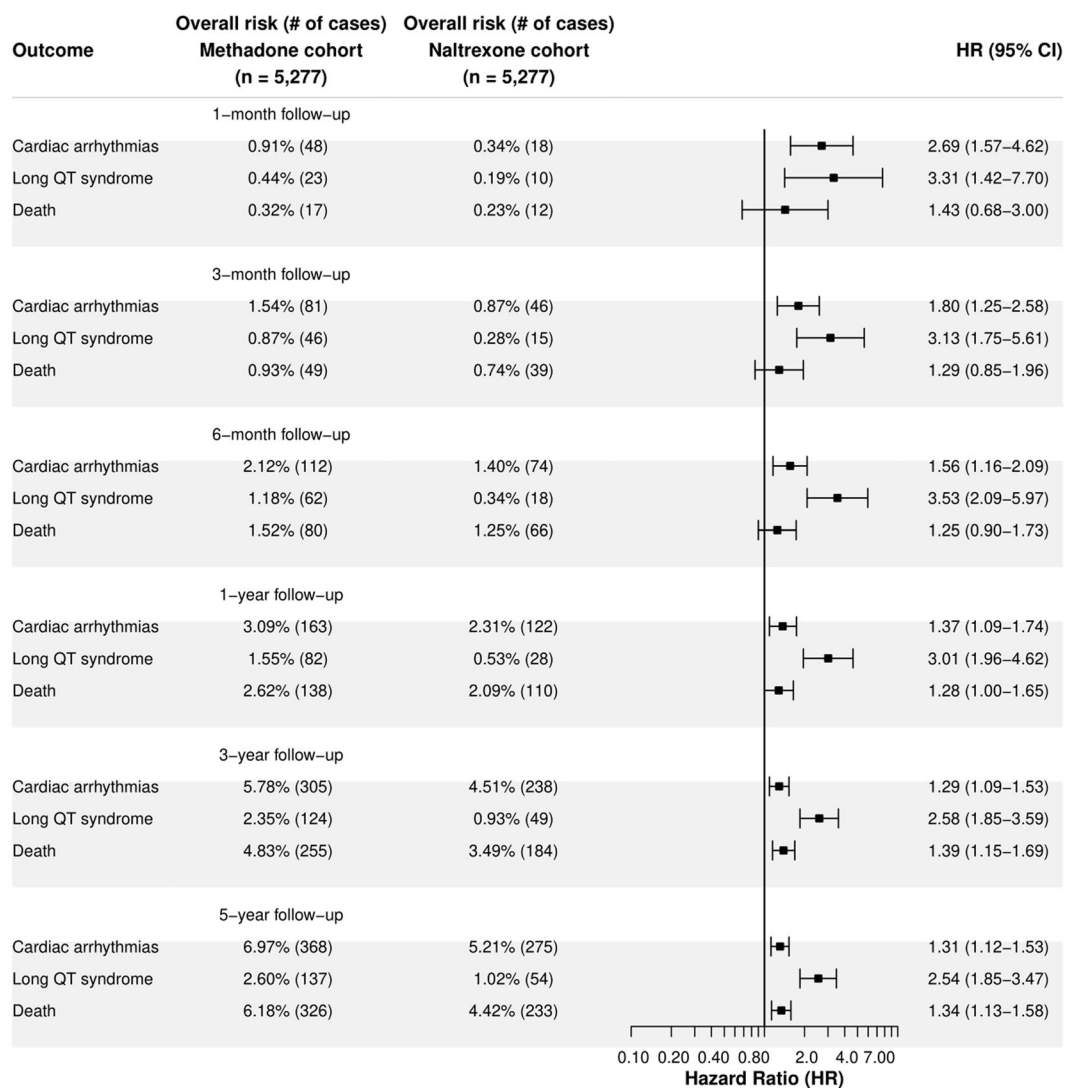 Overall risk (# of cases) Overall risk (# of cases)
Outcome Methadone cohort Naltrexone cohort HR (95% CI)
(n = 5,277) (n = 5,277)
1−month follow−up
Cardiac arrhythmias 0.91% (48) 0.34% (18) 2.69 (1.57−4.62)
Long QT syndrome 0.44% (23) 0.19% (10) 3.31 (1.42−7.70)
Death 0.32% (17) 0.23% (12) 1.43 (0.68−3.00)
3−month follow−up
Cardiac arrhythmias 1.54% (81) 0.87% (46) 1.80 (1.25−2.58)
Long QT syndrome 0.87% (46) 0.28% (15) 3.13 (1.75−5.61)
Death 0.93% (49) 0.74% (39) 1.29 (0.85−1.96)
6−month follow−up
Cardiac arrhythmias 2.12% (112) 1.40% (74) 1.56 (1.16−2.09)
Long QT syndrome 1.18% (62) 0.34% (18) 3.53 (2.09−5.97)
Death 1.52% (80) 1.25% (66) 1.25 (0.90−1.73)
1−year follow−up
Cardiac arrhythmias 3.09% (163) 2.31% (122) 1.37 (1.09−1.74)
Long QT syndrome 1.55% (82) 0.53% (28) 3.01 (1.96−4.62)
Death 2.62% (138) 2.09% (110) 1.28 (1.00−1.65)
3−year follow−up
Cardiac arrhythmias 5.78% (305) 4.51% (238) 1.29 (1.09−1.53)
Long QT syndrome 2.35% (124) 0.93% (49) 2.58 (1.85−3.59)
Death 4.83% (255) 3.49% (184) 1.39 (1.15−1.69)
5−year follow−up
Cardiac arrhythmias 6.97% (368) 5.21% (275) 1.31 (1.12−1.53)
Long QT syndrome 2.60% (137) 1.02% (54) 2.54 (1.85−3.47)
Death 6.18% (326) 4.42% (233) 1.34 (1.13−1.58)
0.10 0.20 0.40 0.80 2.0 4.0 7.00
Hazard Ratio (HR)